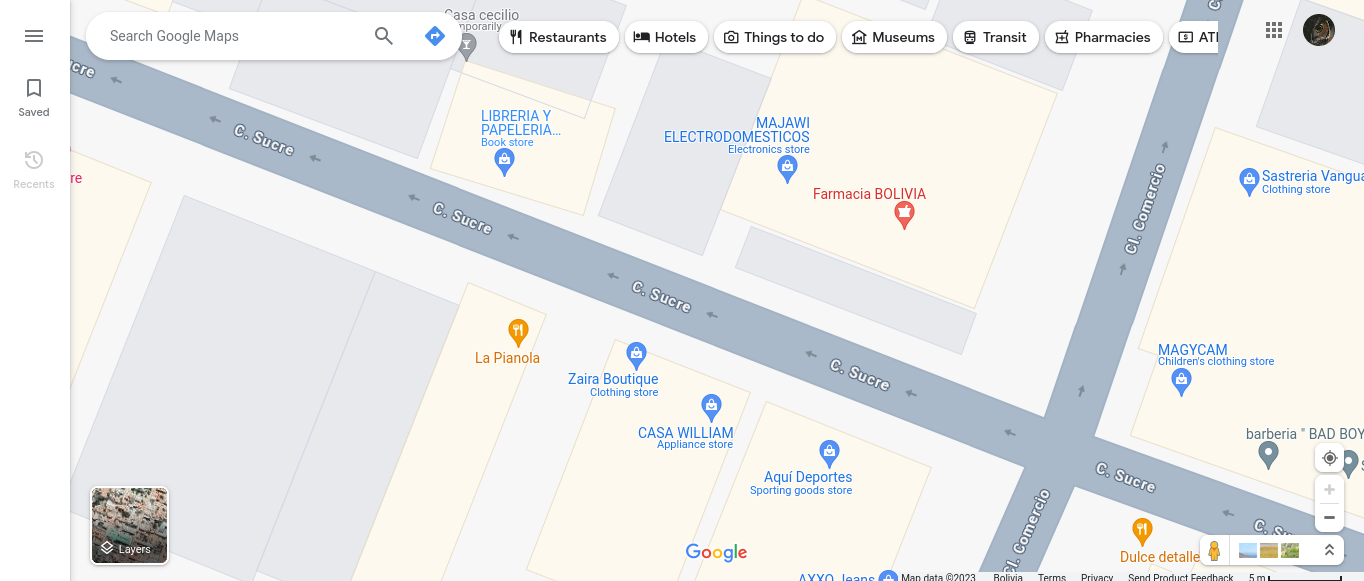 Search Google Maps
Saved
Recents
Restaurants
Hotels
Things to do
Museums
Transit
Pharmacies
Casa cecilio
C. Sucre
LIBRERIA Y
PAPELERIA…
Book store
MAJAWI
ELECTRODOMESTICOS
Electronics store
Farmacia BOLIVIA
Cl. Comercio
Clothing store
Sastreria
C. Sucre
C. Sucre
La Pianola
Zaira Boutique
Clothing store
CASA WILLIAM
Appliance store
C. Sucre
MAGYCAM
Children's clothing store
Aquí Deportes
Sporting goods store
barberia " BAD
C. Sucre
Cl. Comercio
Dulce
AXXO Jeans
Layers
Google
Map data ©2023
Bolivia
Terms
Privacy
Send Product Feedback
5 m